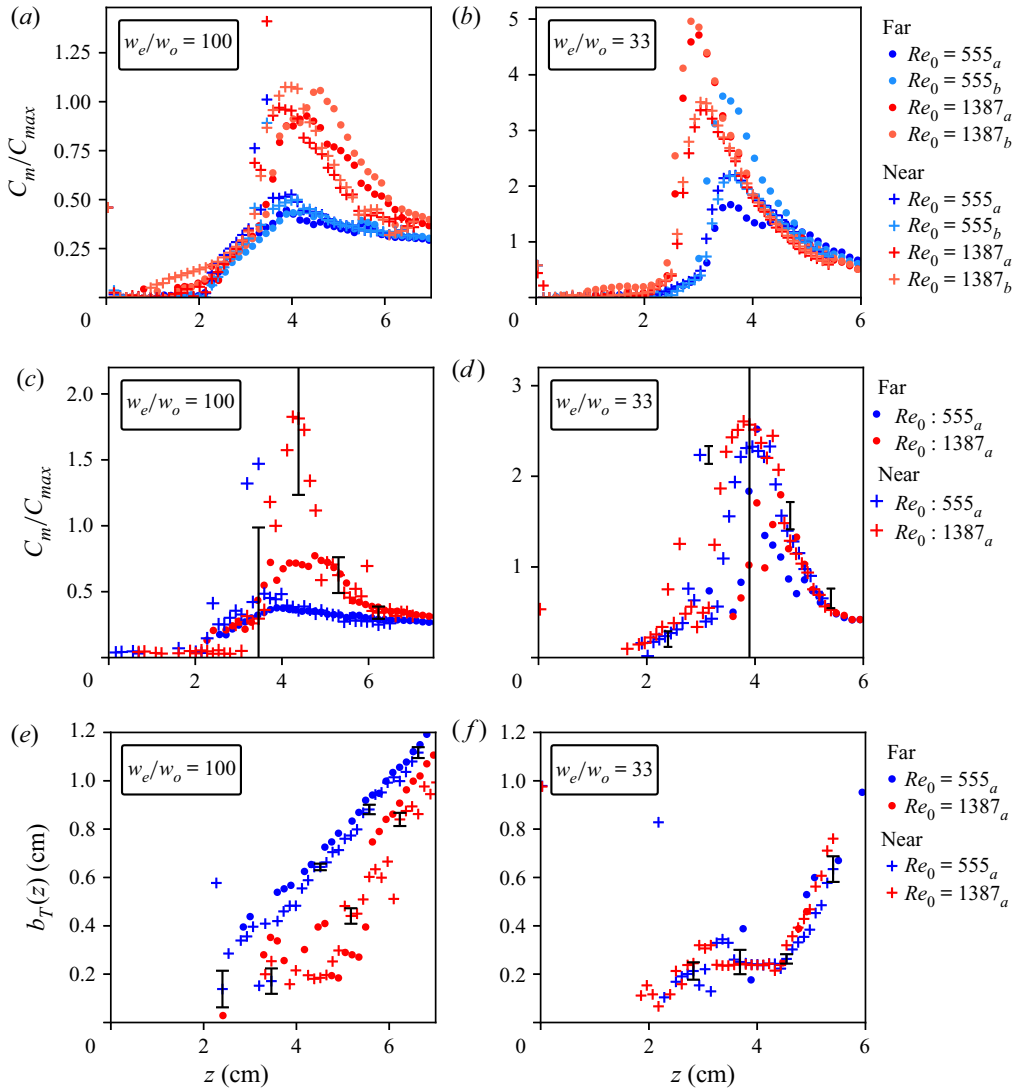 (a)
w_e/w_o = 100
1.25
1.00
0.75
0.50
0.25
C_m/C_max
0 2 4 6
(b)
w_e/w_o = 33
5
4
3
2
1
0 2 4 6
Far
Re_0 = 555_a
Re_0 = 555_b
Re_0 = 1387_a
Re_0 = 1387_b
Near
Re_0 = 555_a
Re_0 = 555_b
Re_0 = 1387_a
Re_0 = 1387_b
(c)
w_e/w_o = 100
2.0
1.5
1.0
0.5
C_m/C_max
0 2 4 6
(d)
w_e/w_o = 33
3
2
1
0 2 4 6
Far
Re_0 : 555_a
Re_0 : 1387_a
Near
Re_0 : 555_a
Re_0 : 1387_a
(e)
w_e/w_o = 100
1.2
1.0
0.8
0.6
0.4
0.2
b_T(z) (cm)
0 2 4 6
z (cm)
(f)
w_e/w_o = 33
1.2
1.0
0.8
0.6
0.4
0.2
0 2 4 6
z (cm)
Far
Re_0 = 555_a
Re_0 = 1387_a
Near
Re_0 = 555_a
Re_0 = 1387_a